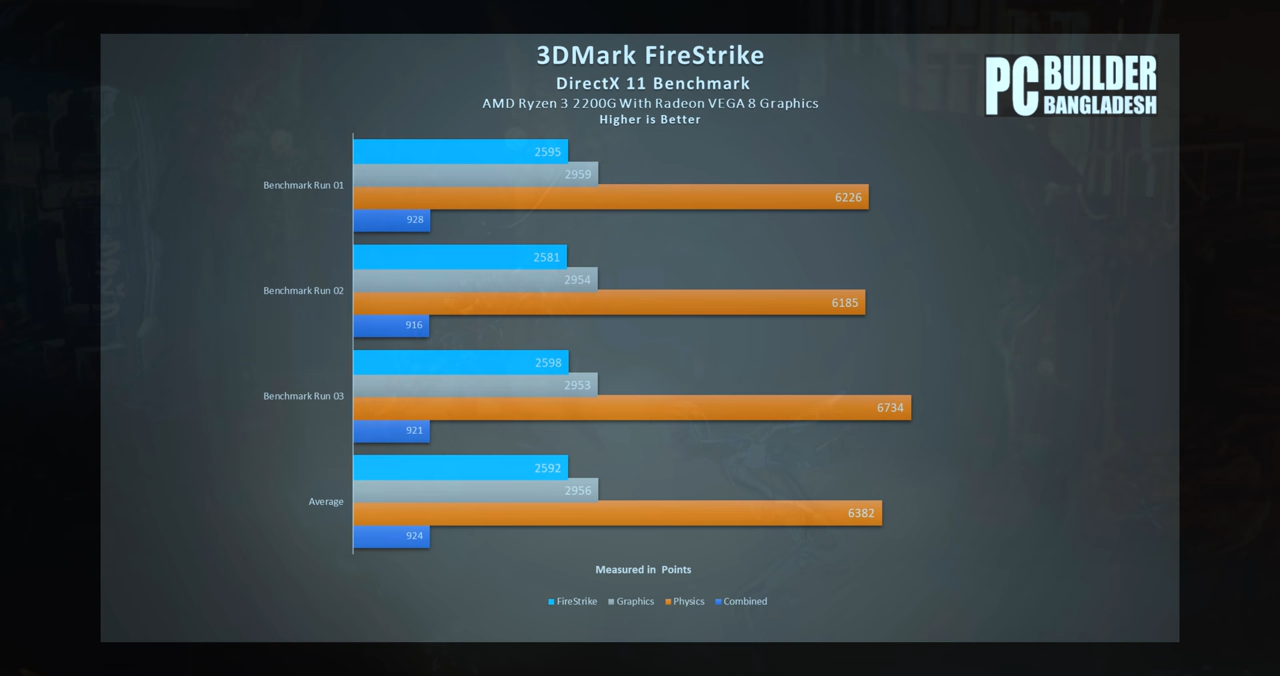 3DMark FireStrike
DirectX 11 Benchmark
AMD Ryzen 3 2200G With Radeon VEGA 8 Graphics
Higher is Better
PC BUILDER
BANGLADESH
Benchmark Run 01
2595
2959
6226
928
Benchmark Run 02
2581
2954
6185
916
Benchmark Run 03
2598
2953
6734
921
Average
2592
2956
6382
924
Measured in Points
FireStrike Graphics Physics Combined